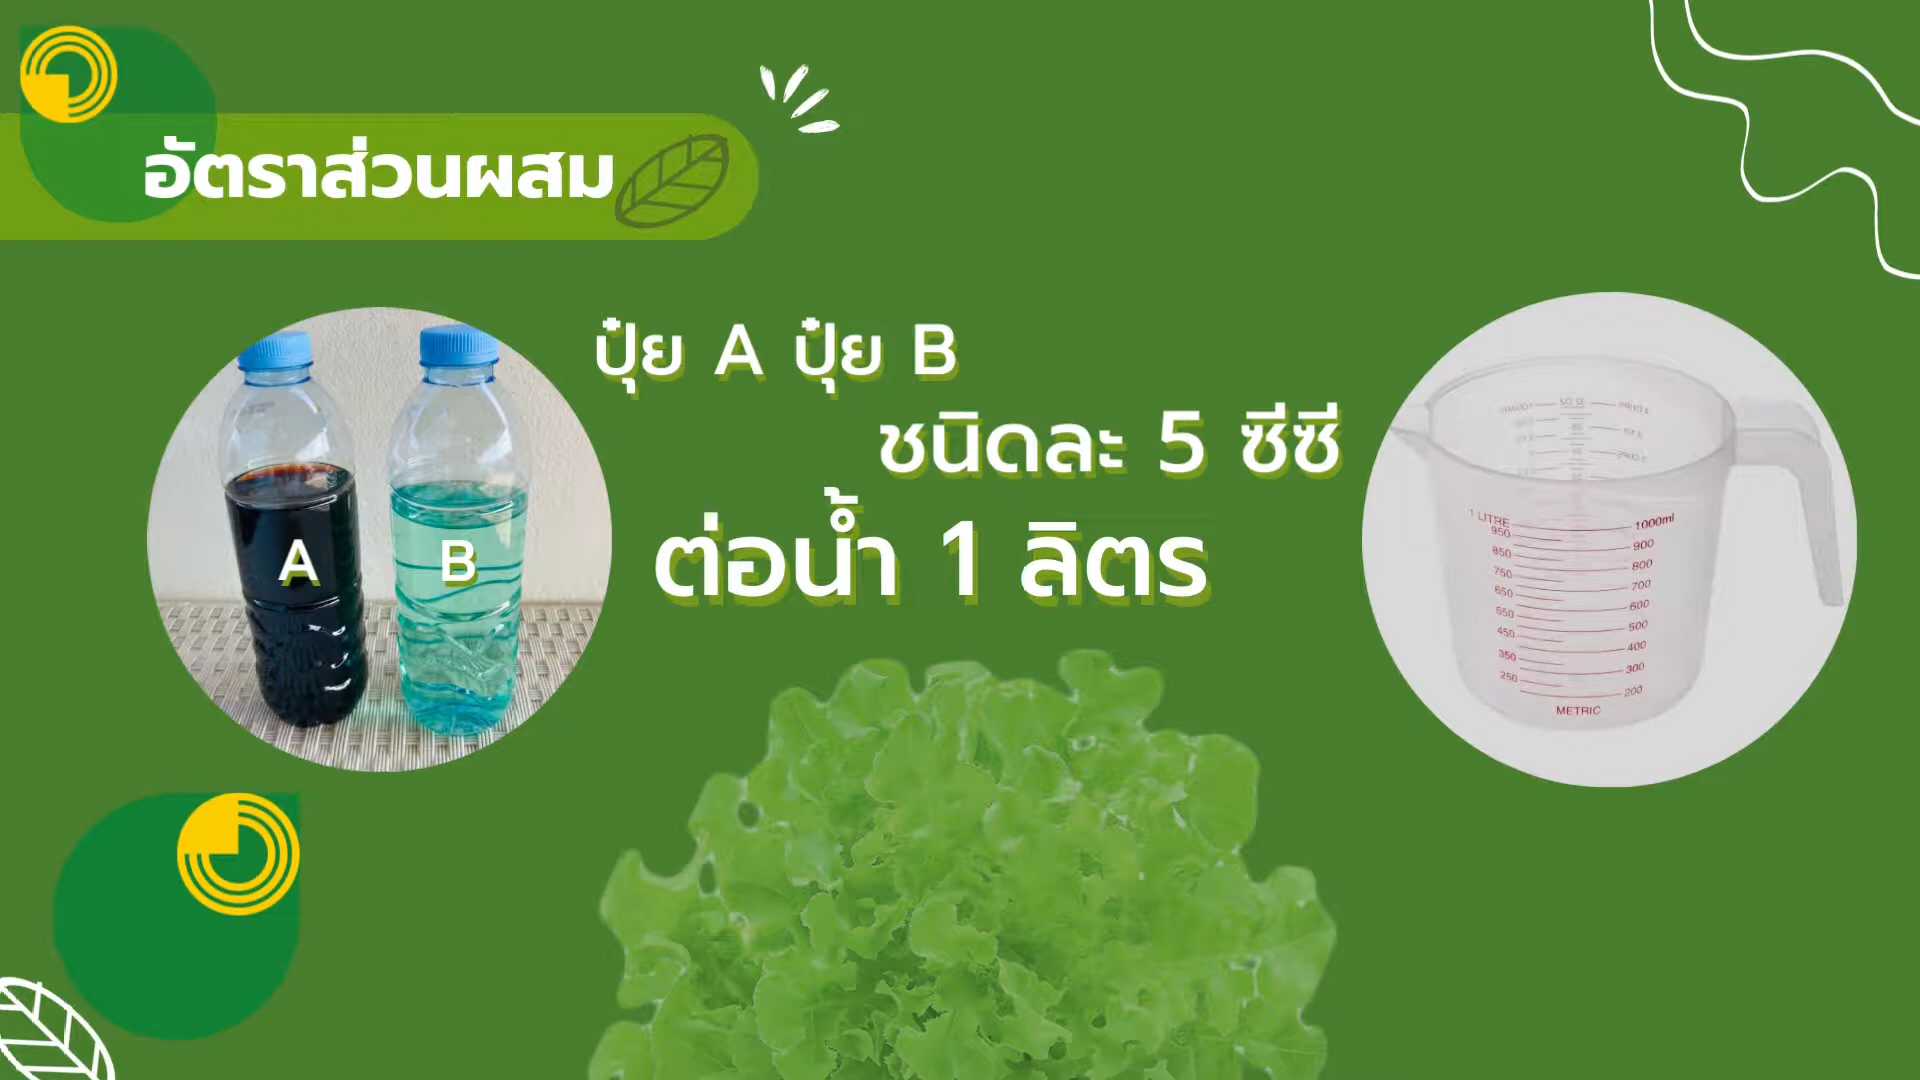 อัตราส่วนผสม
ปุ๋ย A ปุ๋ย B
ชนิดละ 5 ซีซี
ต่อน้ำ 1 ลิตร
A
B
1 LITRE
1000ml
950
900
850
800
750
700
650
600
550
500
450
400
350
300
250
200
METRIC